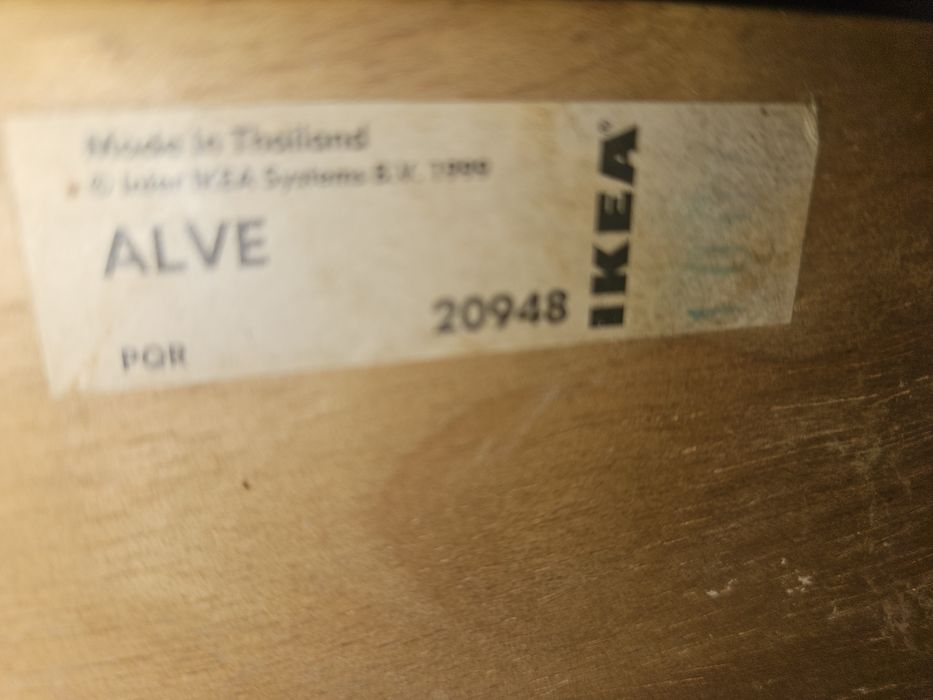 Made in Thailand
© Inter IKEA Systems B.V. 1999
ALVE
20948
PQR
IKEA®